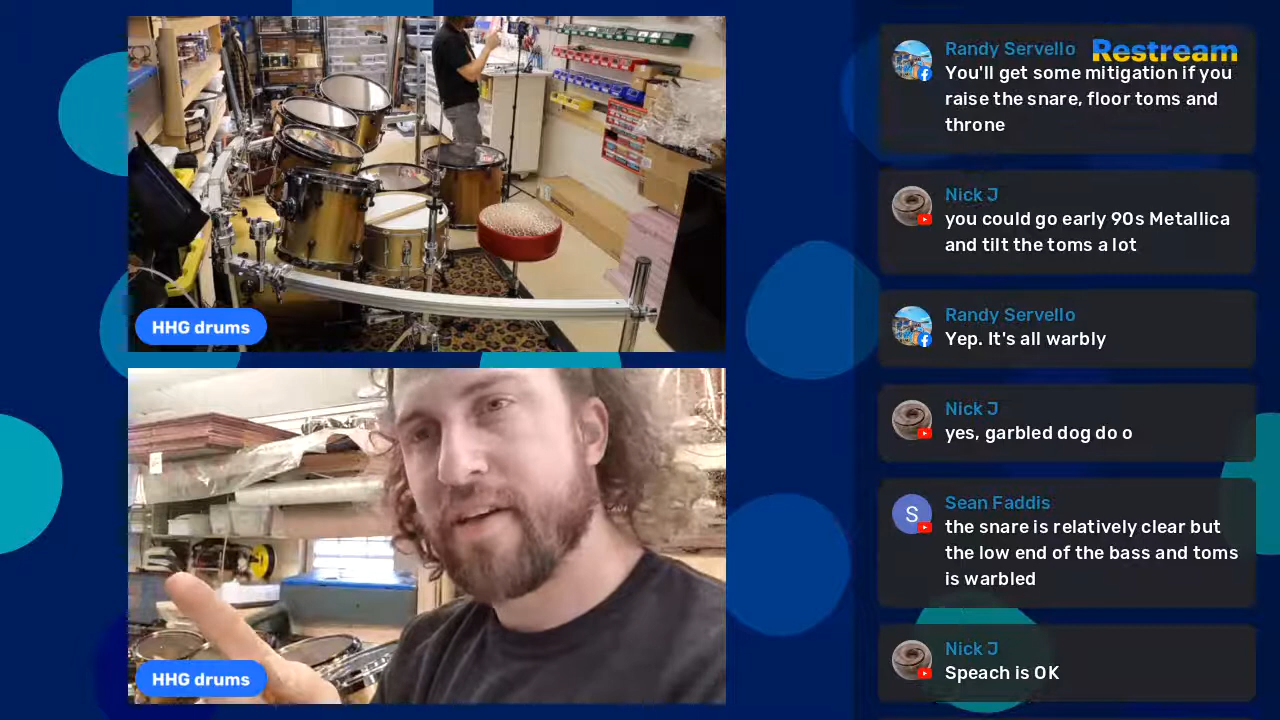 HHG drums
HHG drums
Restream
Randy Servello
You'll get some mitigation if you
raise the snare, floor toms and
throne
Nick J
you could go early 90s Metallica
and tilt the toms a lot
Randy Servello
Yep. It's all warbly
Nick J
yes, garbled dog do o
S
Sean Faddis
the snare is relatively clear but
the low end of the bass and toms
is warbled
Nick J
Speach is OK